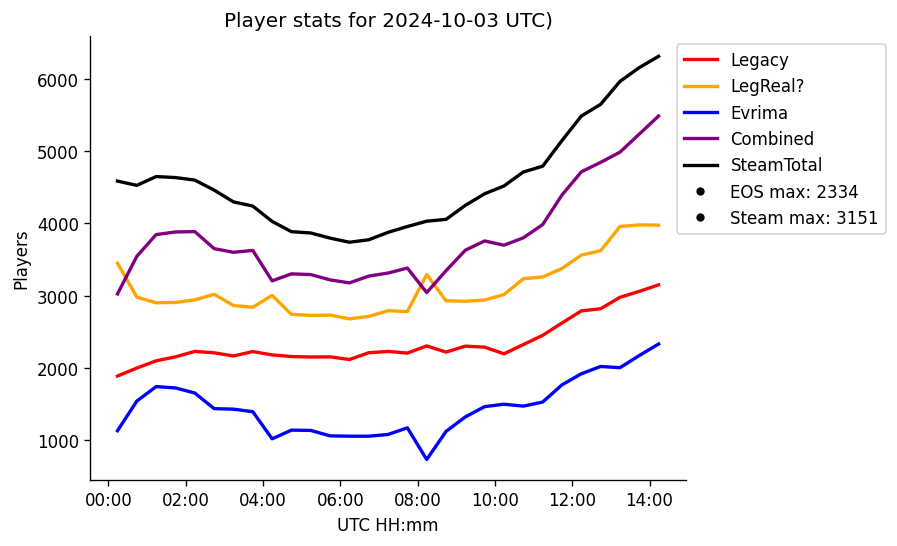 Player stats for 2024-10-03 UTC)
Legacy
LegReal?
Evrima
Combined
SteamTotal
EOS max: 2334
Steam max: 3151
Players
6000
5000
4000
3000
2000
1000
00:00 02:00 04:00 06:00 08:00 10:00 12:00 14:00
UTC HH:mm